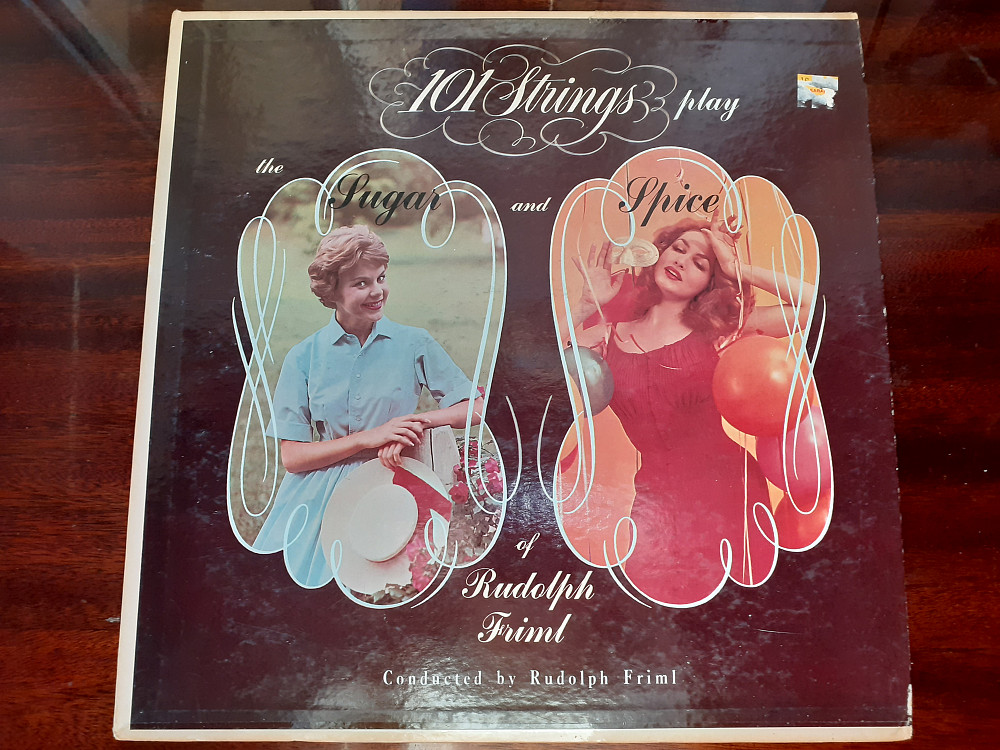 101 Strings play
the Sugar and Spice
of
Rudolph
Friml
Conducted by Rudolph Friml